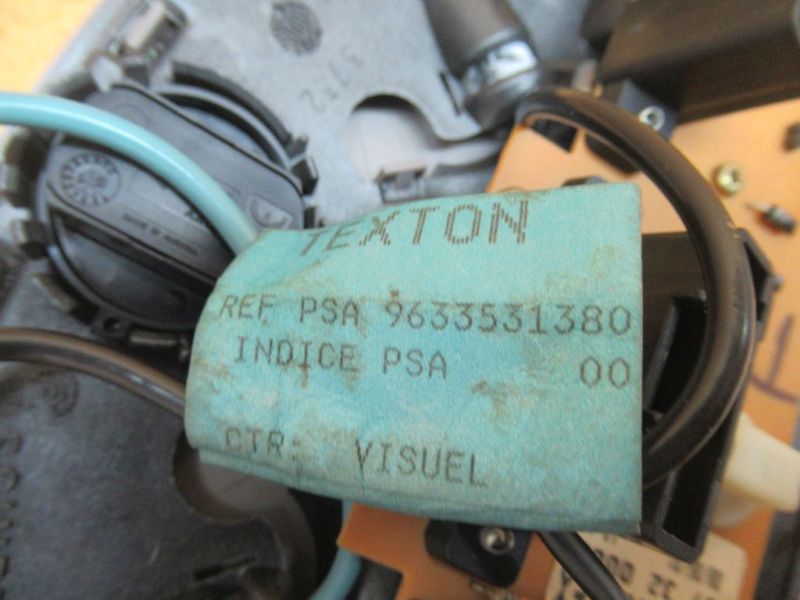 TEXTON
REF PSA 9633531380
INDICE PSA 00
CTR: VISUEL